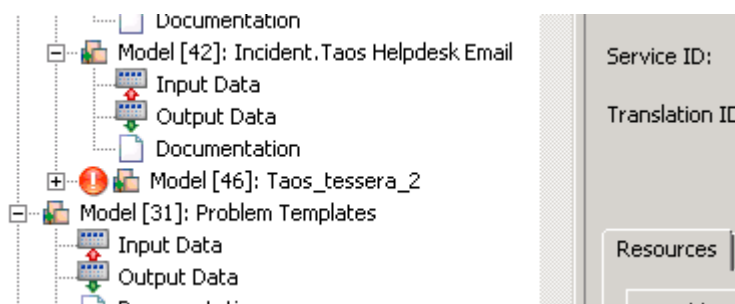 Documentation
Model [42]: Incident.Taos Helpdesk Email
Input Data
Output Data
Documentation
Model [46]: Taos_tessera_2
Model [31]: Problem Templates
Input Data
Output Data
Service ID:
Translation ID
Resources